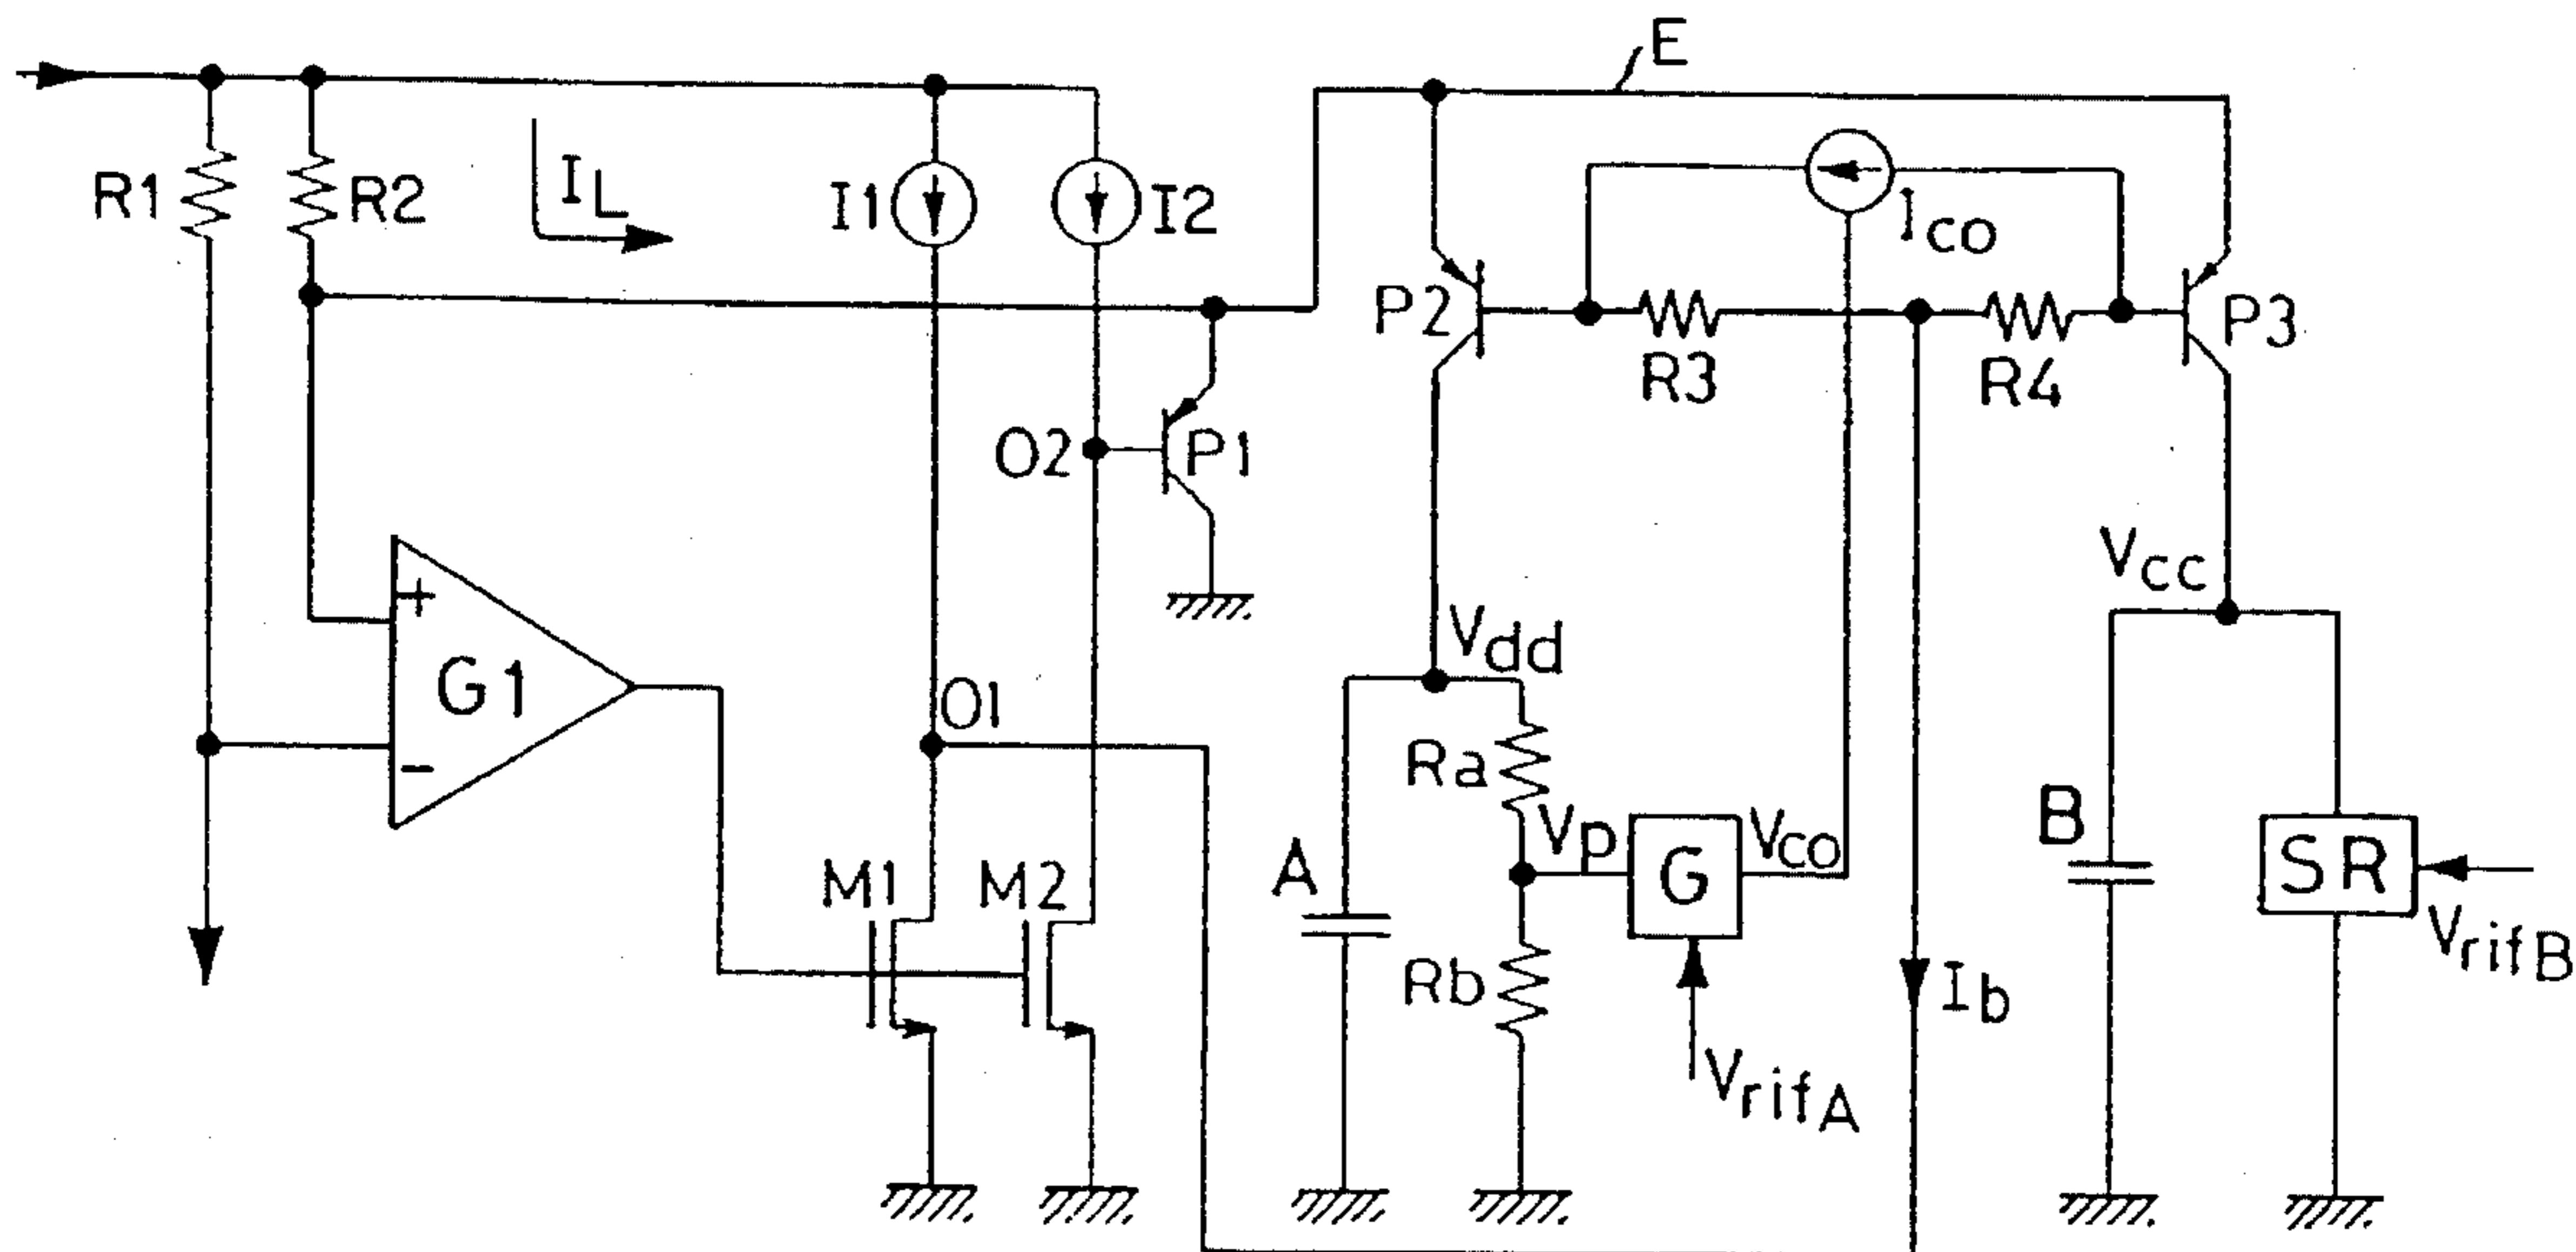 E
R1
R2
IL
I1
I2
Ico
P2
R3
R4
P3
O2
P1
Vcc
Vdd
+
G1
-
O1
Ra
Vp
G
Vco
A
B
SR
VrifB
M1
M2
Rb
VrifA
Ib